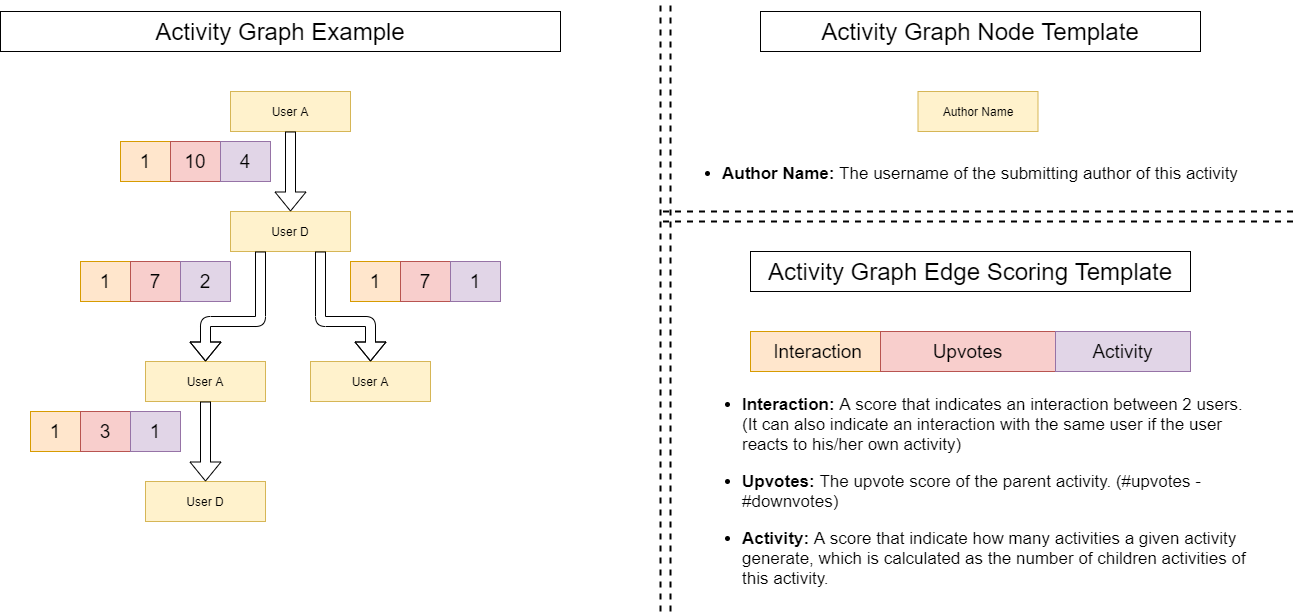 Activity Graph Example
User A
1 10 4
User D
1 7 2
1 7 1
User A
User A
1 3 1
User D
Activity Graph Node Template
Author Name
• Author Name: The username of the submitting author of this activity
Activity Graph Edge Scoring Template
Interaction Upvotes Activity
• Interaction: A score that indicates an interaction between 2 users.
(It can also indicate an interaction with the same user if the user
reacts to his/her own activity)
• Upvotes: The upvote score of the parent activity. (#upvotes -
#downvotes)
• Activity: A score that indicate how many activities a given activity
generate, which is calculated as the number of children activities of
this activity.